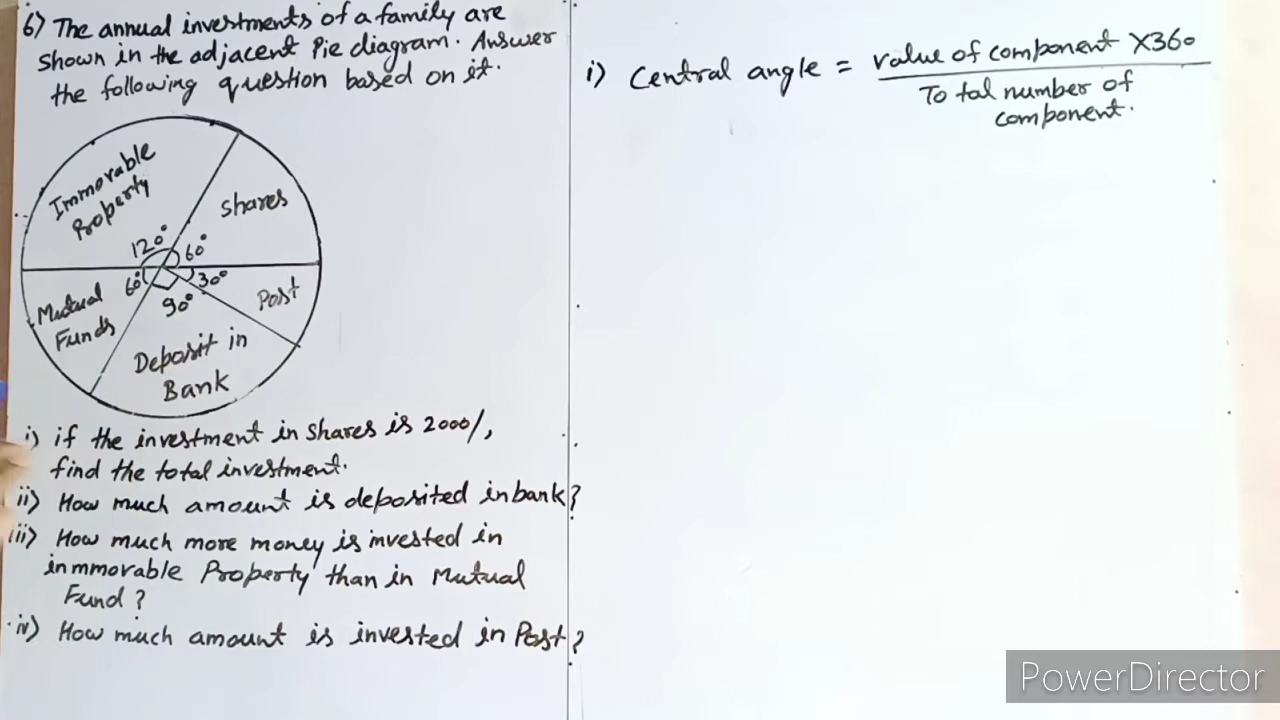 6) The annual investments of a family are
shown in the adjacent Pie diagram. Answer
the following question based on it.
Immovable
Property
Shares
120°
60°
60°
30°
90°
Mutual
Funds
Post
Deposit in
Bank
i) if the investment in shares is 2000/,
find the total investment.
ii) How much amount is deposited in bank?
iii) How much more money is invested in
inmmovable Property than in Mutual
Fund?
iv) How much amount is invested in Post?
i) Central angle = value of component X360
To tal number of
component.
PowerDirector